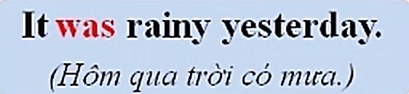 It was rainy yesterday.
(Hôm qua trời có mưa.)